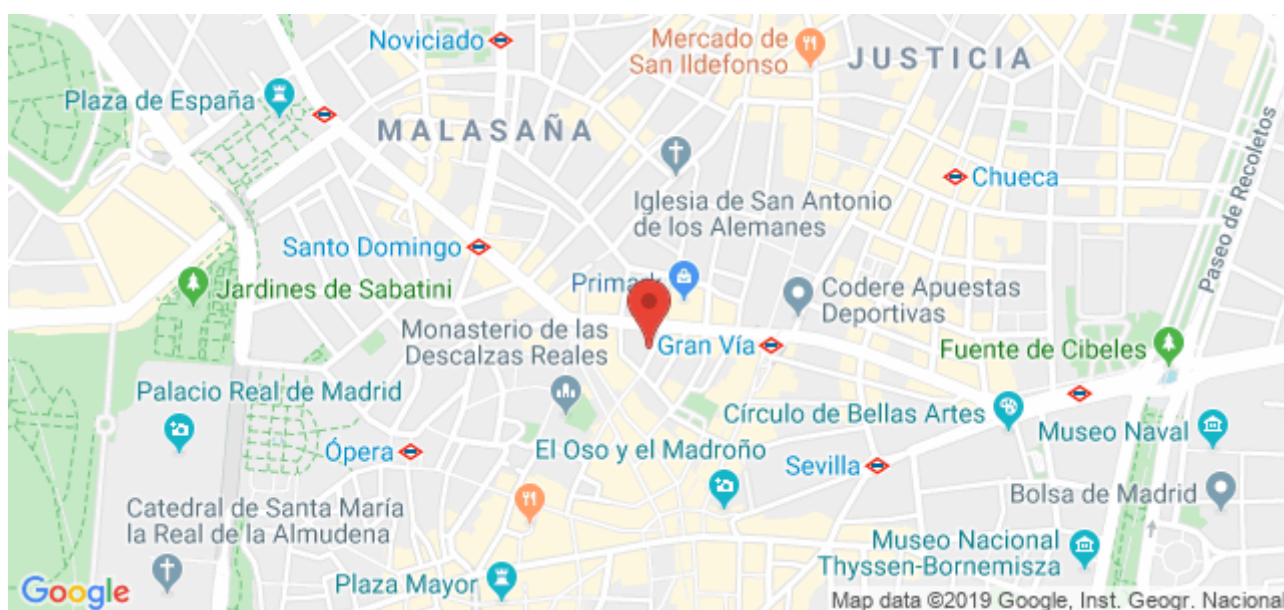 Noviciado
Mercado de
San Ildefonso
JUSTICIA
Plaza de España
MALASAÑA
Paseo de Recoletos
Chueca
Iglesia de San Antonio
de los Alemanes
Santo Domingo
Jardines de Sabatini
Primark
Codere Apuestas
Deportivas
Monasterio de las
Descalzas Reales
Gran Vía
Fuente de Cibeles
Palacio Real de Madrid
Círculo de Bellas Artes
Museo Naval
Ópera
El Oso y el Madroño
Sevilla
Bolsa de Madrid
Catedral de Santa María
la Real de la Almudena
Museo Nacional
Thyssen-Bornemisza
Plaza Mayor
Google
Map data ©2019 Google, Inst. Geogr. Naciona